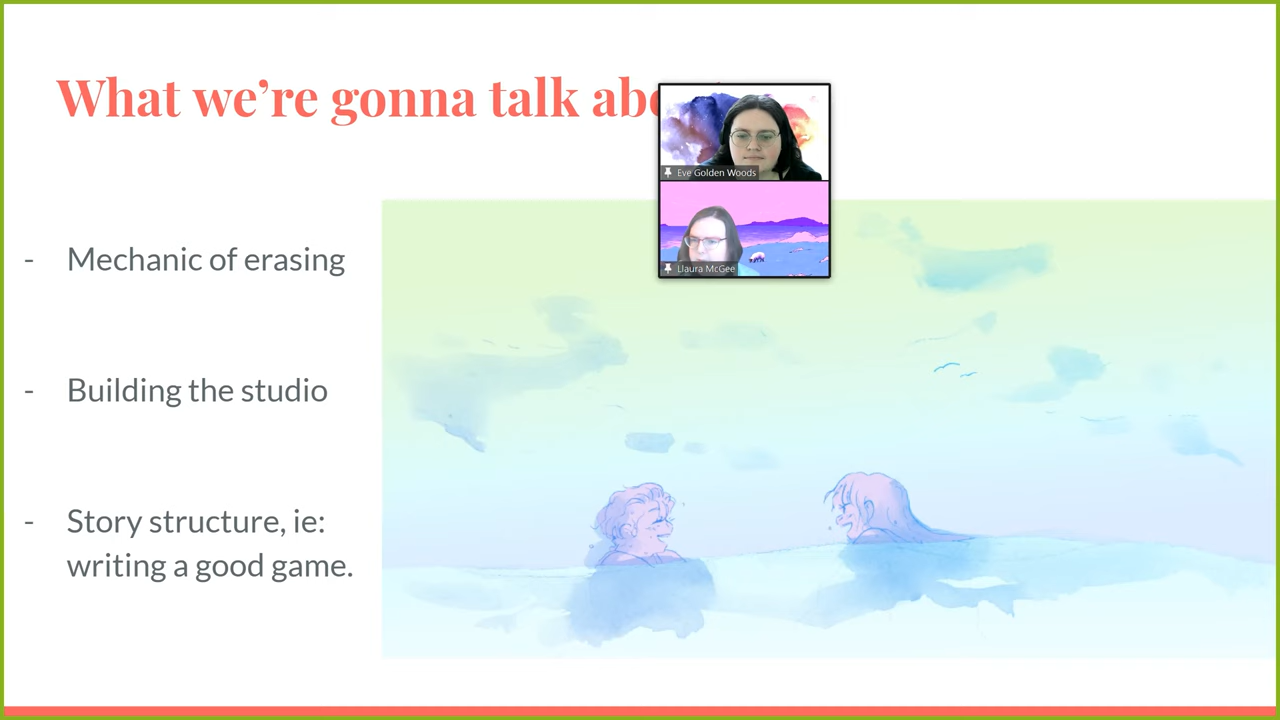 What we're gonna talk abo
Eve Golden Woods
Llaura McGee
- Mechanic of erasing
- Building the studio
- Story structure, ie:
writing a good game.